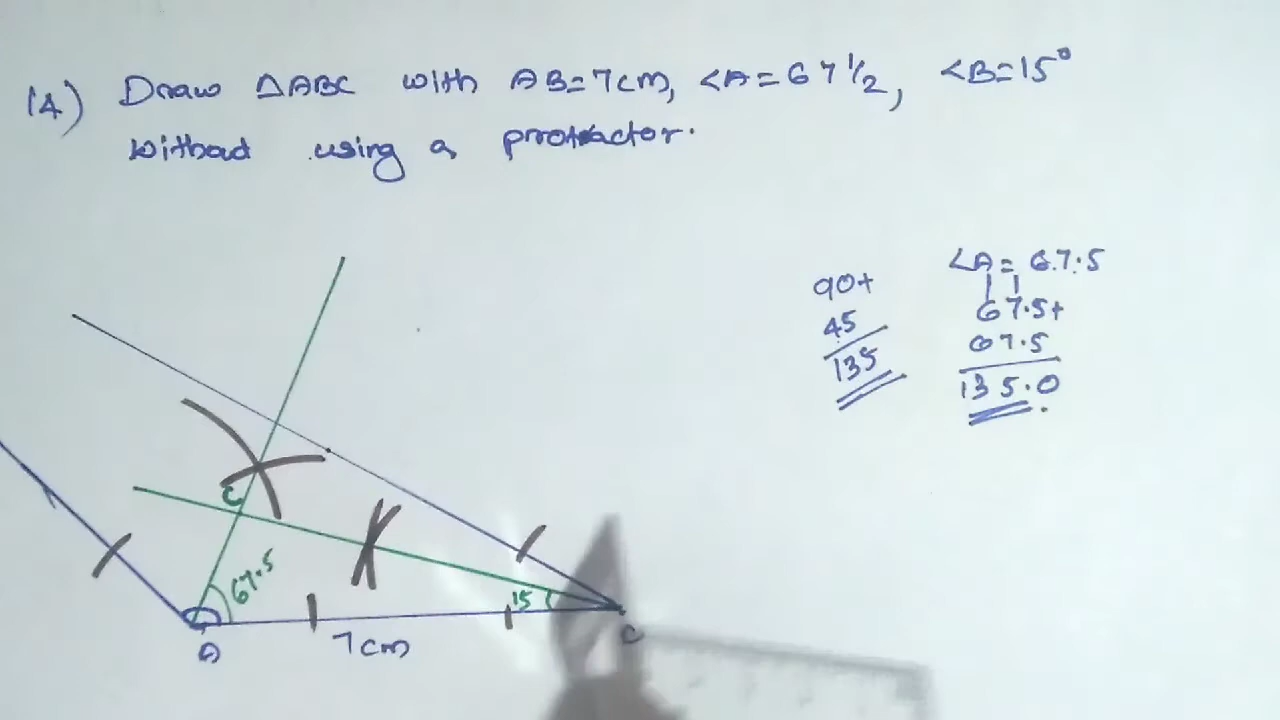 14) Draw △ABC with AB=7cm, <A=67½, <B=15°
without using a protractor.
90+
45
135
<A= 67.5
67.5+
67.5
135.0
C
67.5
15
A
7cm
C